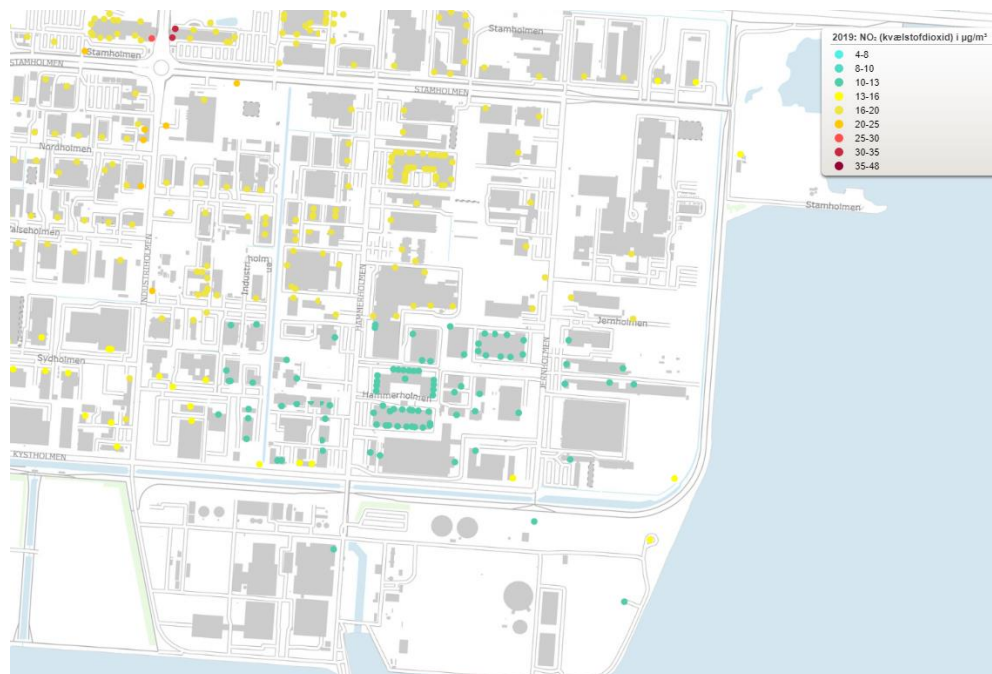 2019: NO₂ (kvælstofdioxid) i µg/m³
4-8
8-10
10-13
13-16
16-20
20-25
25-30
30-35
35-48
Stamholmen
Stamholmen
STAMHOLMEN
STAMHOLMEN
Nordholmen
Stamholmen
Valseholmen
INDUSTRIHOLMEN
HAMMERHOLMEN
Jernholmen
JERNHOLMEN
Sydholmen
Hammerholmen
KYSTHOLMEN